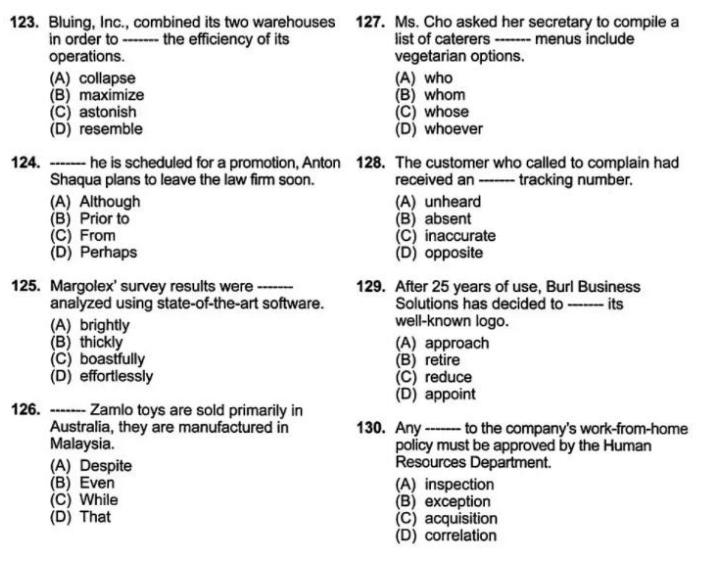 123. Bluing, Inc., combined its two warehouses
in order to ------- the efficiency of its
operations.
(A) collapse
(B) maximize
(C) astonish
(D) resemble
124. ------- he is scheduled for a promotion, Anton
Shaqua plans to leave the law firm soon.
(A) Although
(B) Prior to
(C) From
(D) Perhaps
125. Margolex' survey results were -------
analyzed using state-of-the-art software.
(A) brightly
(B) thickly
(C) boastfully
(D) effortlessly
126. ------- Zamlo toys are sold primarily in
Australia, they are manufactured in
Malaysia.
(A) Despite
(B) Even
(C) While
(D) That
127. Ms. Cho asked her secretary to compile a
list of caterers ------- menus include
vegetarian options.
(A) who
(B) whom
(C) whose
(D) whoever
128. The customer who called to complain had
received an ------- tracking number.
(A) unheard
(B) absent
(C) inaccurate
(D) opposite
129. After 25 years of use, Burl Business
Solutions has decided to ------- its
well-known logo.
(A) approach
(B) retire
(C) reduce
(D) appoint
130. Any ------- to the company's work-from-home
policy must be approved by the Human
Resources Department.
(A) inspection
(B) exception
(C) acquisition
(D) correlation